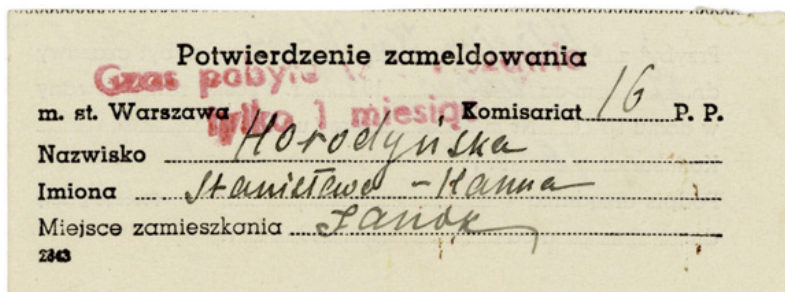 Potwierdzenie zameldowania
Czas pobytu
m. st. Warszawa Komisariat 16 P. P.
tylko 1 miesiąc
Nazwisko Horodyńska
Imiona Stanisława - Hanna
Miejsce zamieszkania Sanok
2343